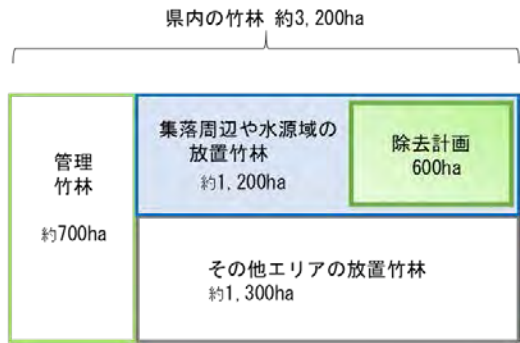 県内の竹林 約3,200ha
管理
竹林
約700ha
集落周辺や水源域の
放置竹林
約1,200ha
除去計画
600ha
その他エリアの放置竹林
約1,300ha